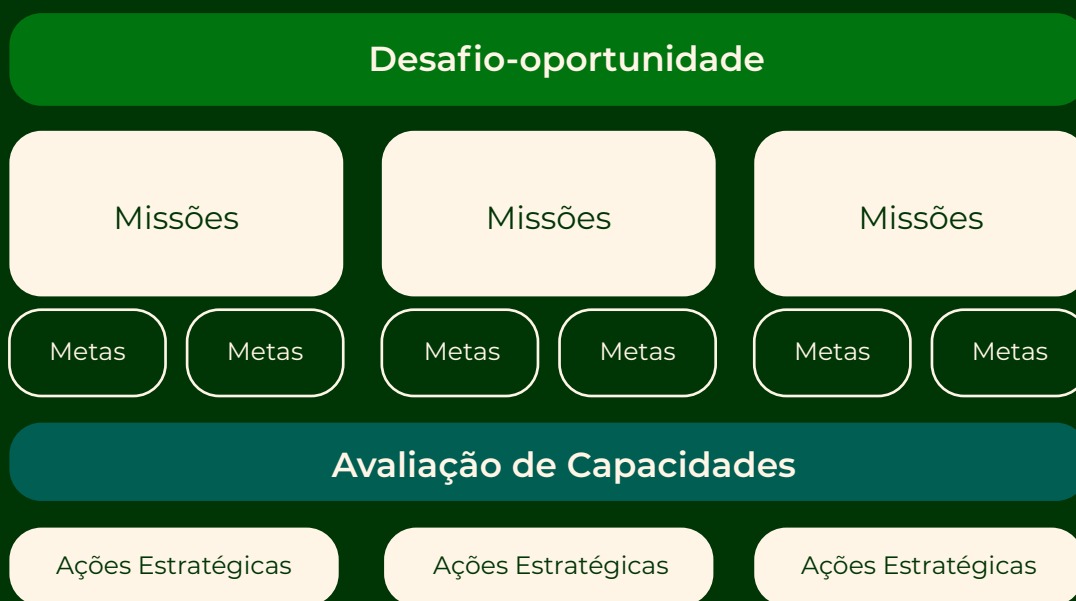 Desafio-oportunidade
Missões
Missões
Missões
Metas
Metas
Metas
Metas
Metas
Metas
Avaliação de Capacidades
Ações Estratégicas
Ações Estratégicas
Ações Estratégicas